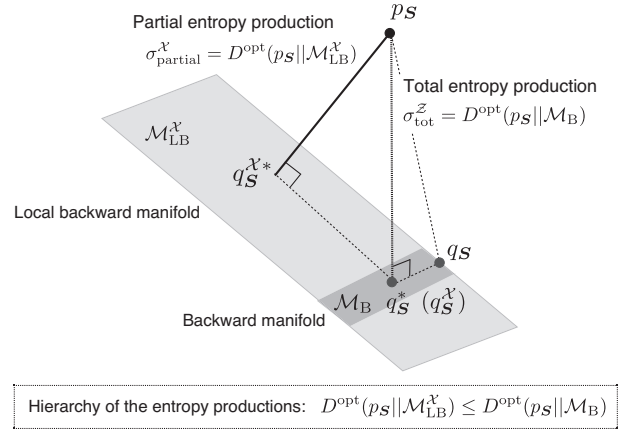 p_S
Partial entropy production
σ^𝒳_partial = D^opt(p_S||ℳ^𝒳_LB)
Total entropy production
σ^𝒵_tot = D^opt(p_S||ℳ_B)
ℳ^𝒳_LB
q^𝒳*_S
Local backward manifold
q_S
ℳ_B q^*_S (q^𝒳_S)
Backward manifold
Hierarchy of the entropy productions: D^opt(p_S||ℳ^𝒳_LB) ≤ D^opt(p_S||ℳ_B)